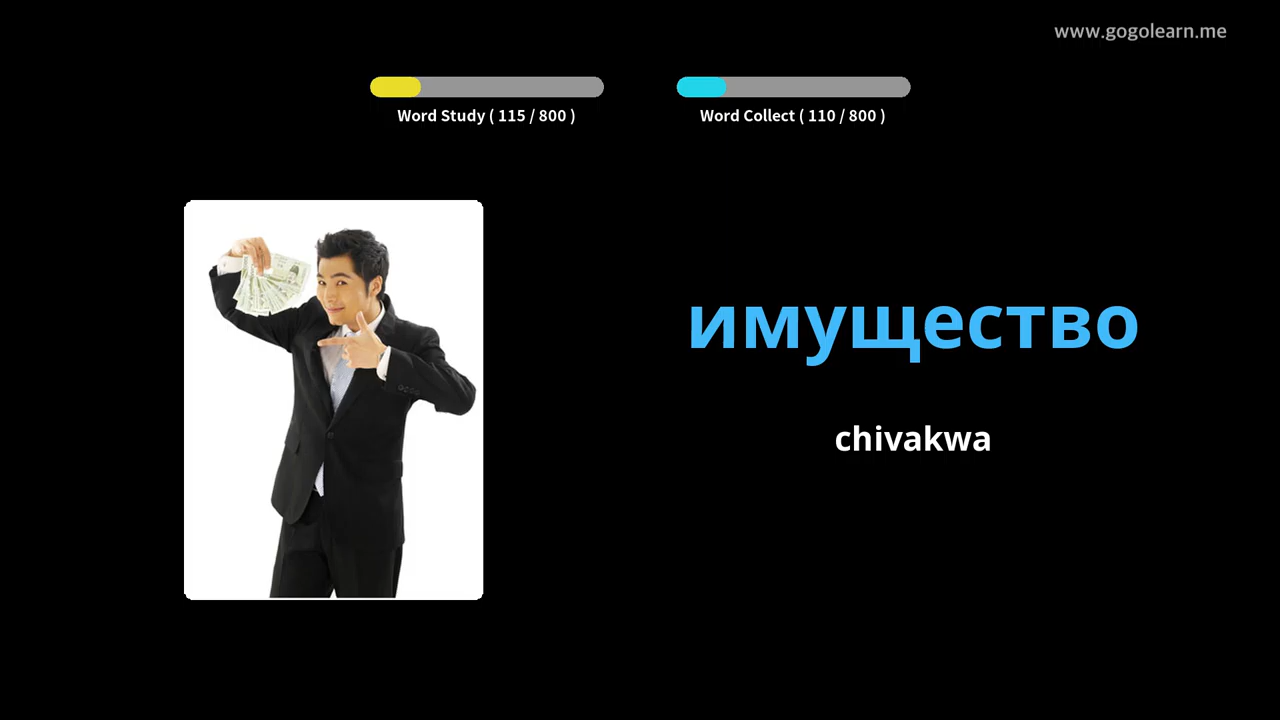 www.gogolearn.me
Word Study ( 115 / 800 )
Word Collect ( 110 / 800 )
имущество
chivakwa